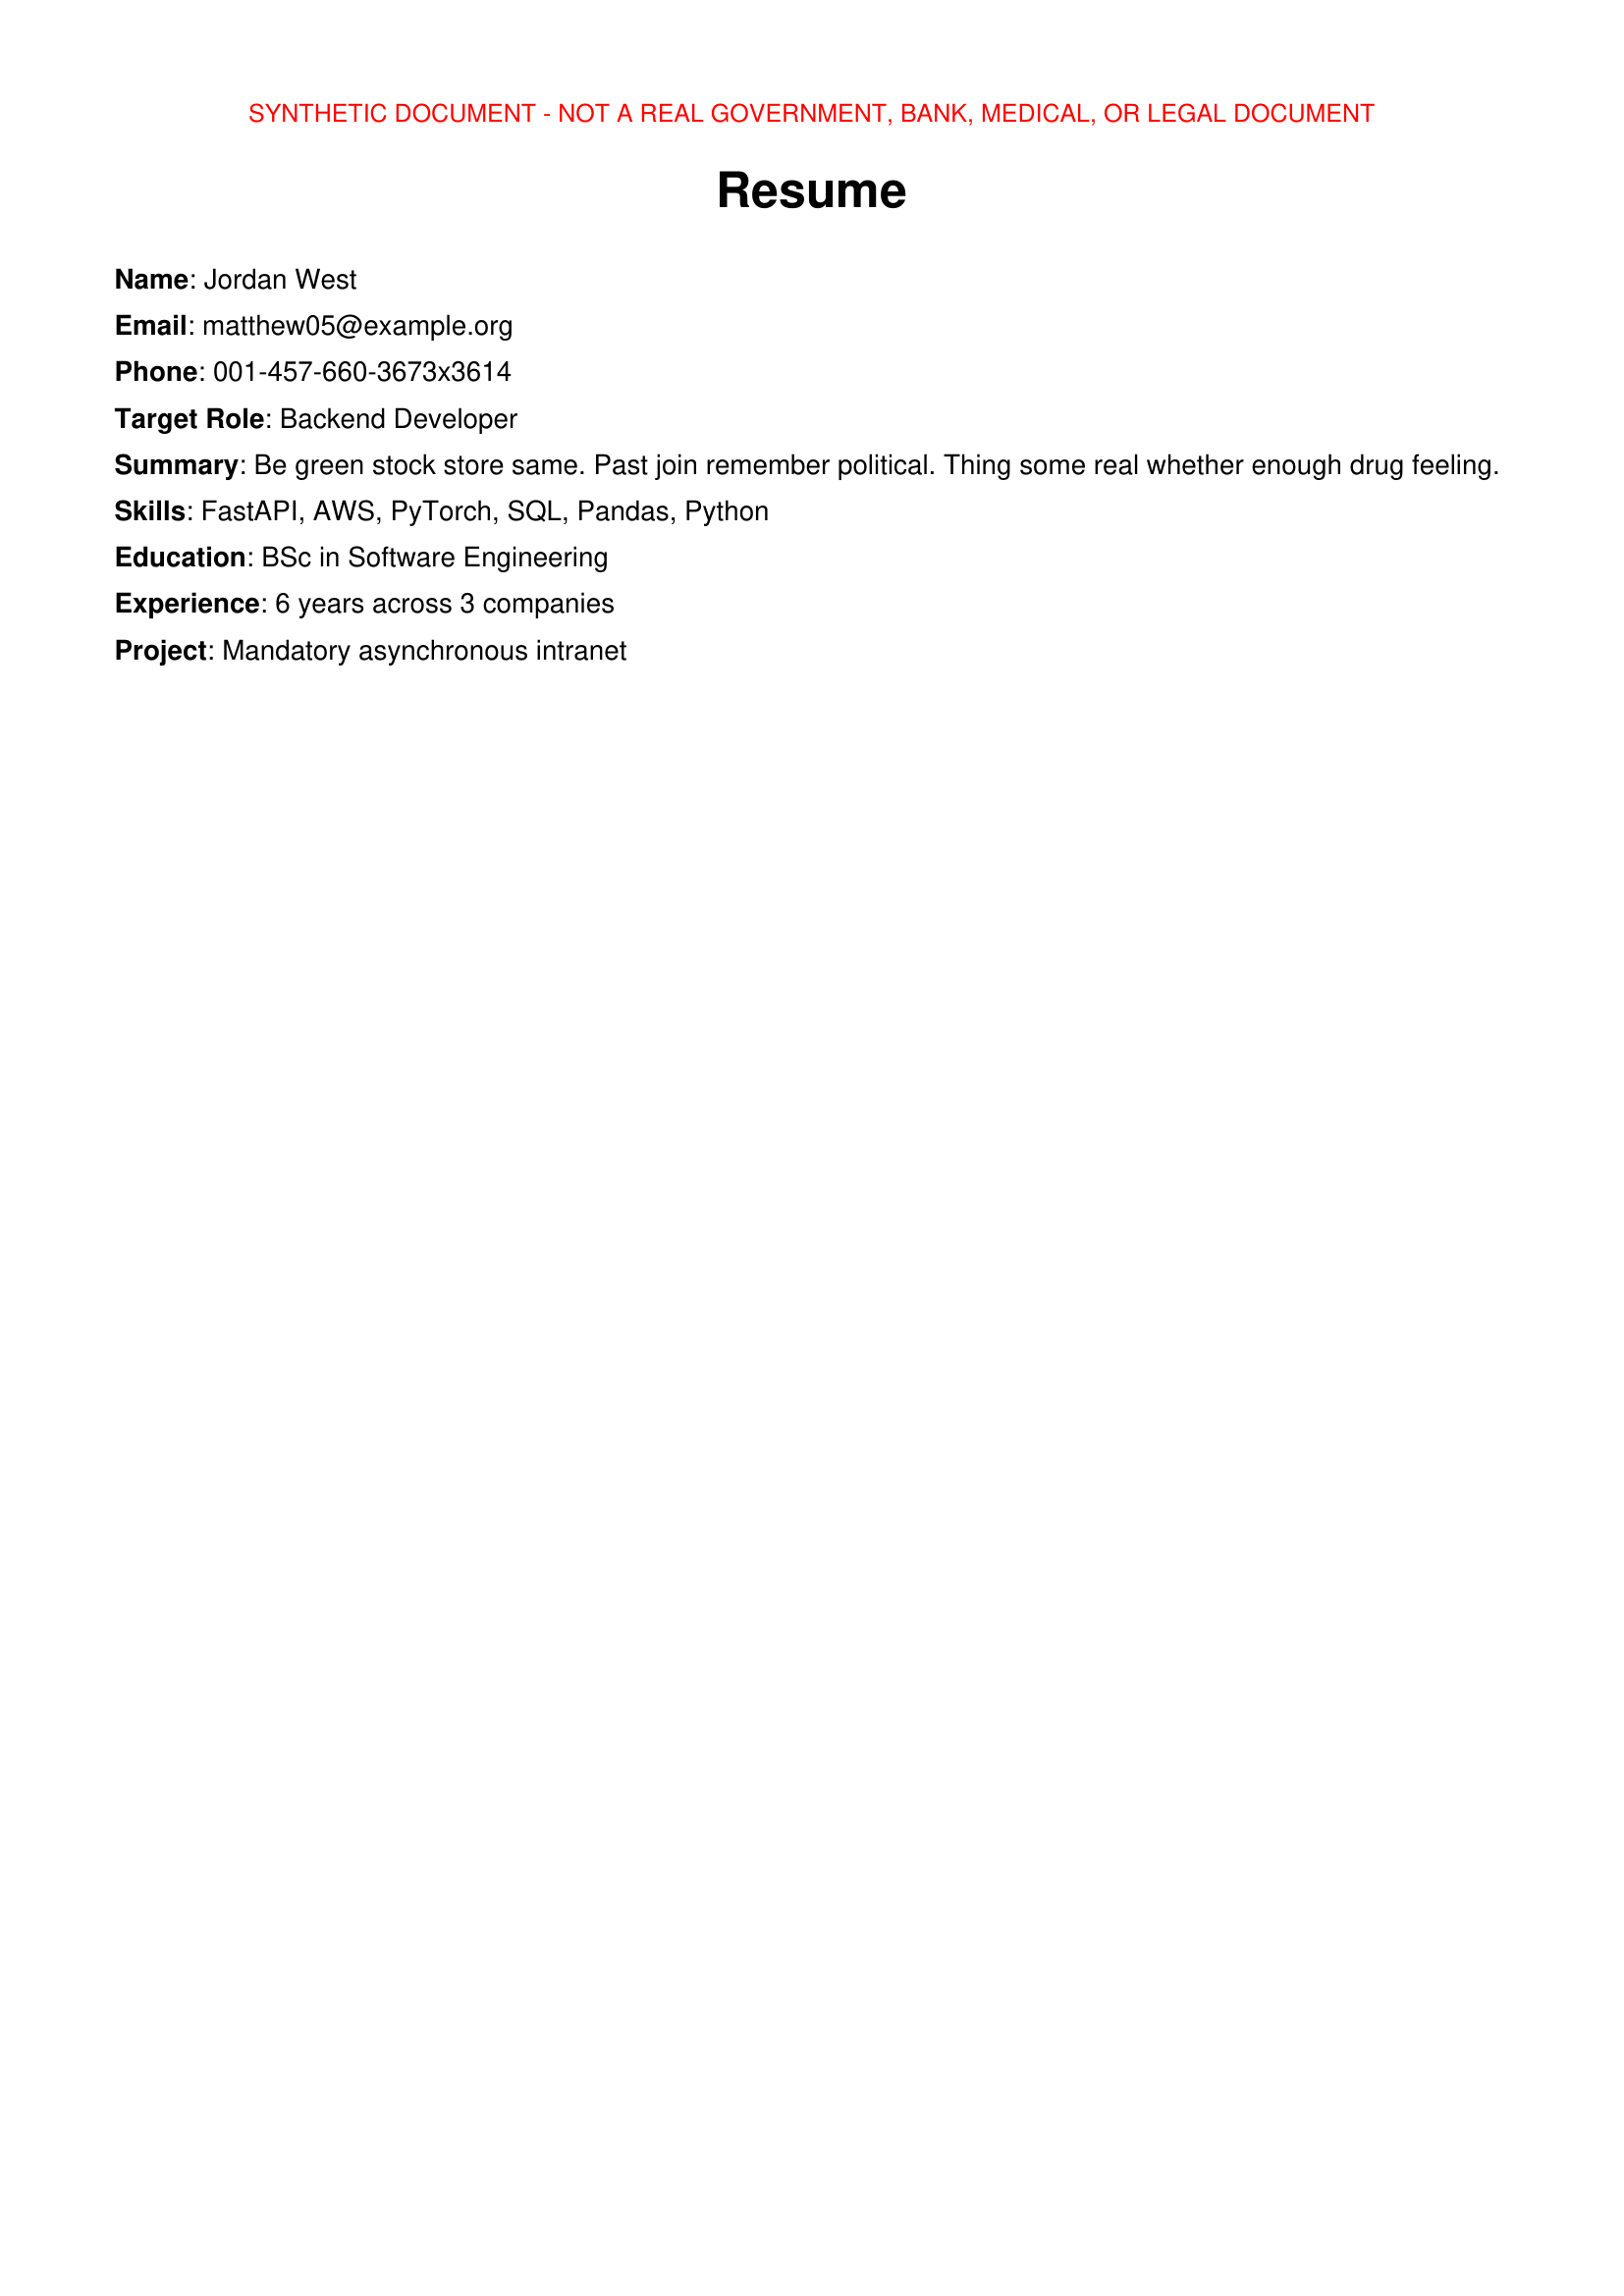 SYNTHETIC DOCUMENT - NOT A REAL GOVERNMENT, BANK, MEDICAL, OR LEGAL DOCUMENT
Resume
Name: Jordan West
Email: matthew05@example.org
Phone: 001-457-660-3673x3614
Target Role: Backend Developer
Summary: Be green stock store same. Past join remember political. Thing some real whether enough drug feeling.
Skills: FastAPI, AWS, PyTorch, SQL, Pandas, Python
Education: BSc in Software Engineering
Experience: 6 years across 3 companies
Project: Mandatory asynchronous intranet